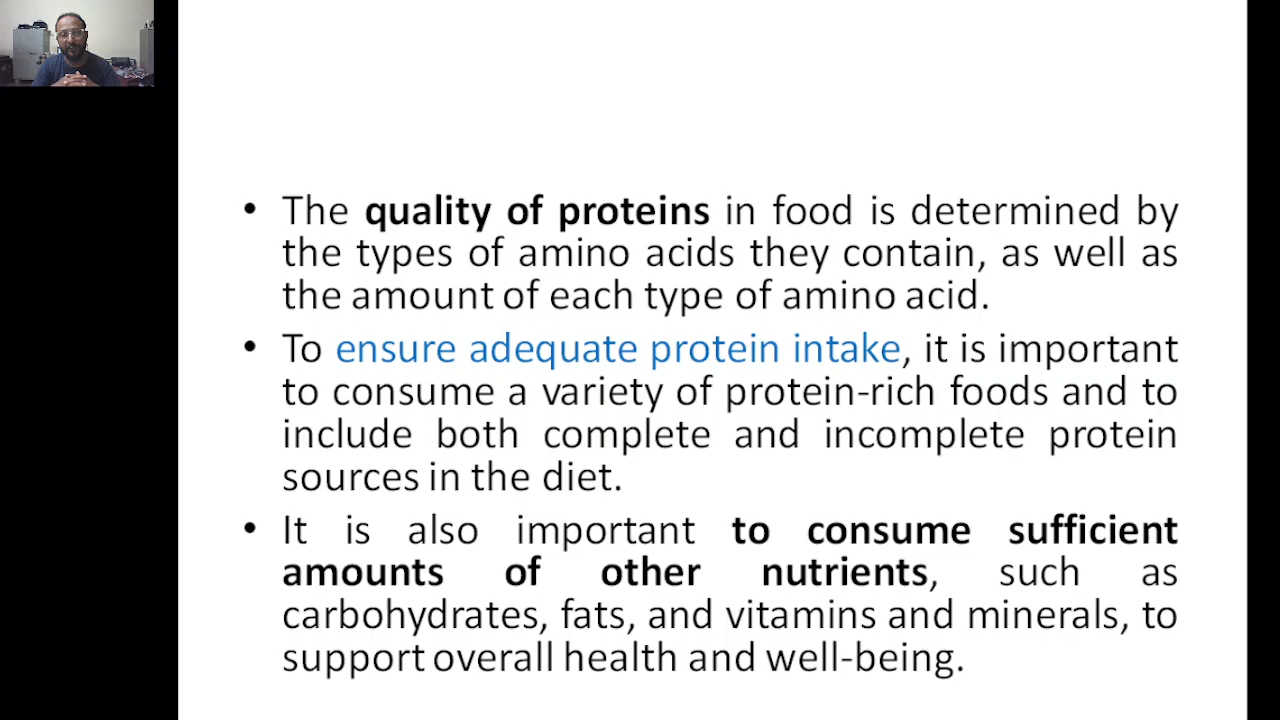 • The quality of proteins in food is determined by
the types of amino acids they contain, as well as
the amount of each type of amino acid.
• To ensure adequate protein intake, it is important
to consume a variety of protein-rich foods and to
include both complete and incomplete protein
sources in the diet.
• It is also important to consume sufficient
amounts of other nutrients, such as
carbohydrates, fats, and vitamins and minerals, to
support overall health and well-being.